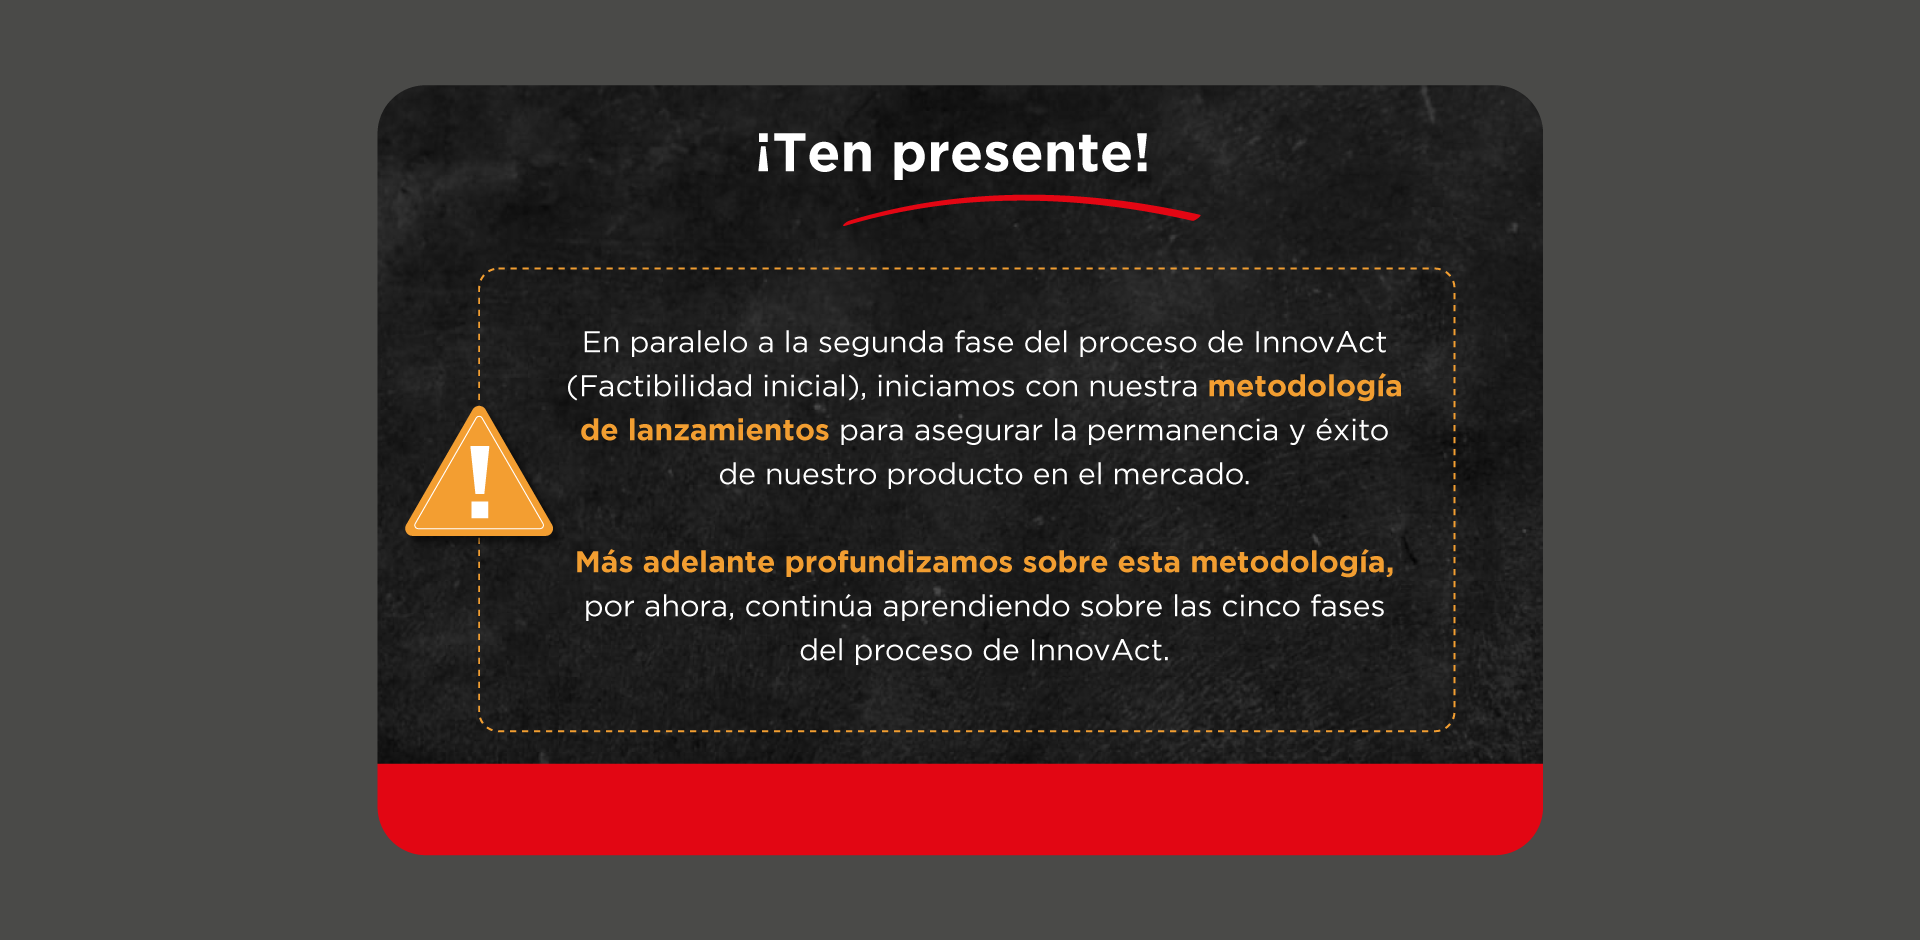 ¡Ten presente!
En paralelo a la segunda fase del proceso de InnovAct
(Factibilidad inicial), iniciamos con nuestra metodología
de lanzamientos para asegurar la permanencia y éxito
de nuestro producto en el mercado.
Más adelante profundizamos sobre esta metodología,
por ahora, continúa aprendiendo sobre las cinco fases
del proceso de InnovAct.